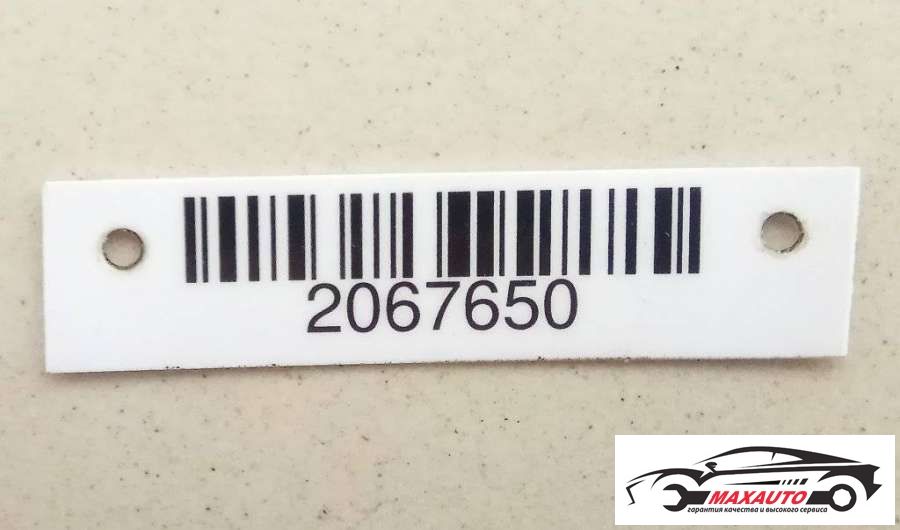 2067650
MAXAUTO
гарантия качества и высокого сервиса